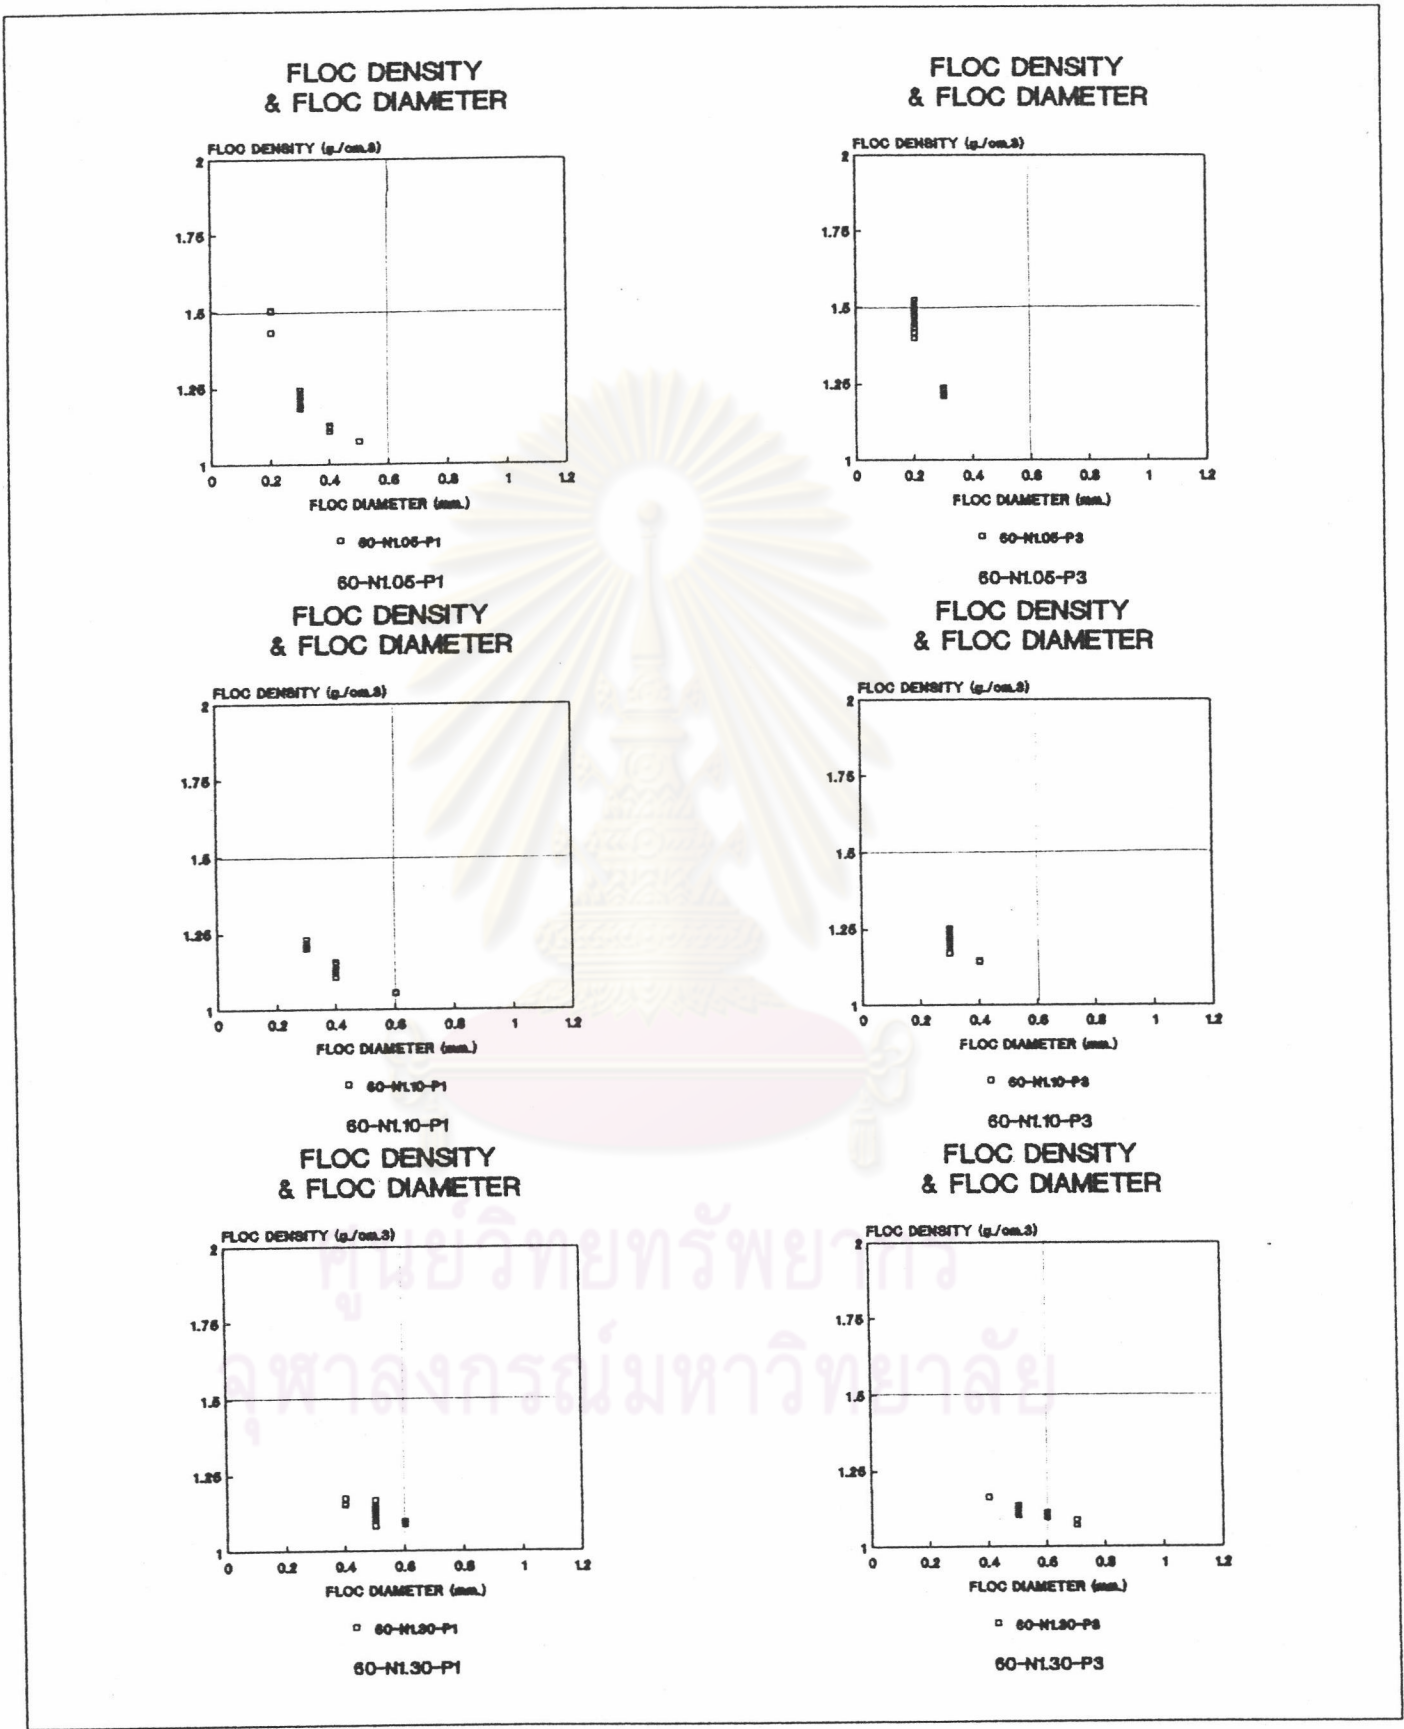 FLOC DENSITY
& FLOC DIAMETER
FLOC DENSITY (g./cm.3)
2
1.75
1.5
1.25
1
0 0.2 0.4 0.6 0.8 1 1.2
FLOC DIAMETER (mm.)
60-N1.05-P1
60-N1.05-P1
FLOC DENSITY
& FLOC DIAMETER
FLOC DENSITY (g./cm.3)
2
1.75
1.5
1.25
1
0 0.2 0.4 0.6 0.8 1 1.2
FLOC DIAMETER (mm.)
60-N1.05-P3
60-N1.05-P3
FLOC DENSITY
& FLOC DIAMETER
FLOC DENSITY (g./cm.3)
2
1.75
1.5
1.25
1
0 0.2 0.4 0.6 0.8 1 1.2
FLOC DIAMETER (mm.)
60-N1.10-P1
60-N1.10-P1
FLOC DENSITY
& FLOC DIAMETER
FLOC DENSITY (g./cm.3)
2
1.75
1.5
1.25
1
0 0.2 0.4 0.6 0.8 1 1.2
FLOC DIAMETER (mm.)
60-N1.10-P3
60-N1.10-P3
FLOC DENSITY
& FLOC DIAMETER
FLOC DENSITY (g./cm.3)
2
1.75
1.5
1.25
1
0 0.2 0.4 0.6 0.8 1 1.2
FLOC DIAMETER (mm.)
60-N1.30-P1
60-N1.30-P1
FLOC DENSITY
& FLOC DIAMETER
FLOC DENSITY (g./cm.3)
2
1.75
1.5
1.25
1
0 0.2 0.4 0.6 0.8 1 1.2
FLOC DIAMETER (mm.)
60-N1.30-P3
60-N1.30-P3
ศูนย์วิทยทรัพยากร
จุฬาลงกรณ์มหาวิทยาลัย